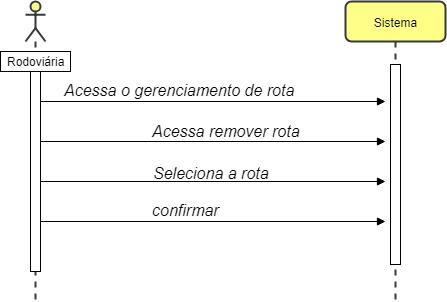 Sistema
Rodoviária
Acessa o gerenciamento de rota
Acessa remover rota
Seleciona a rota
confirmar